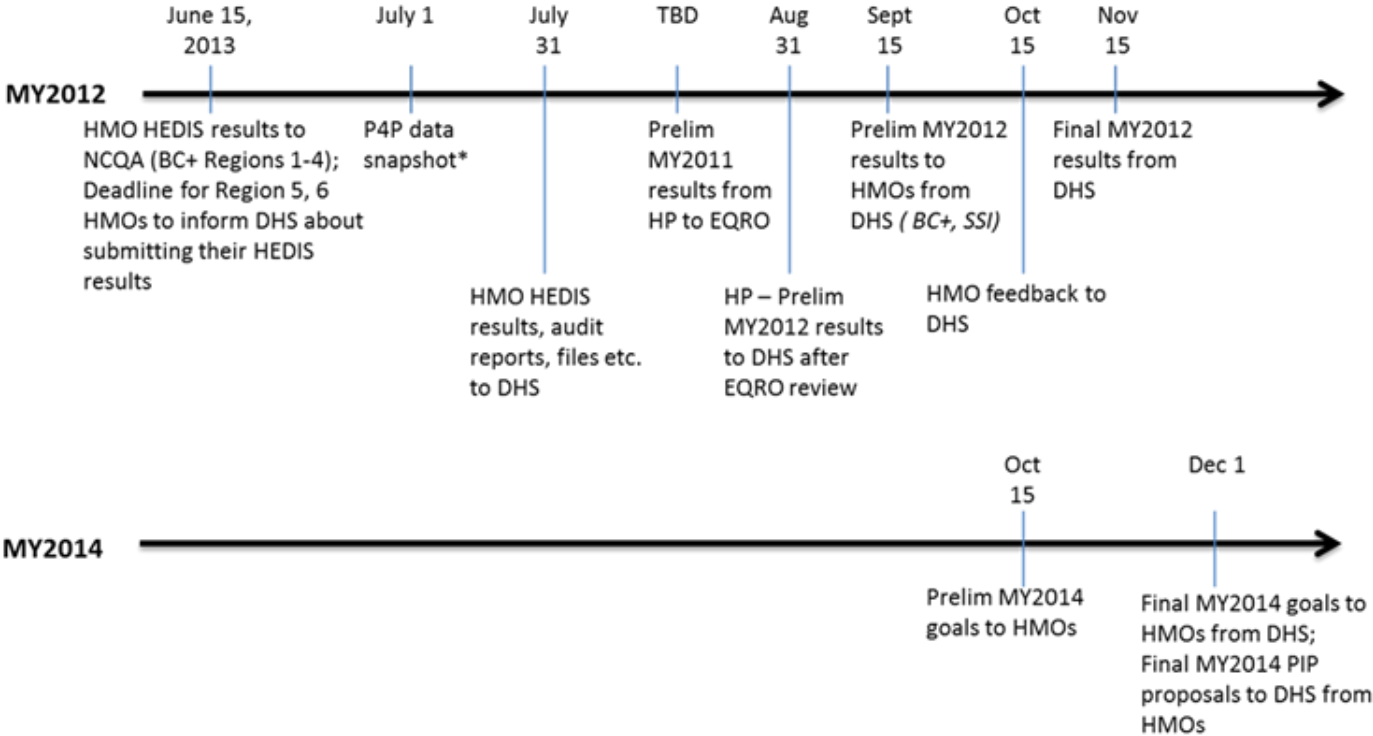 June 15,
2013
July 1
July
31
TBD
Aug
31
Sept
15
Oct
15
Nov
15
MY2012
HMO HEDIS results to
NCQA (BC+ Regions 1-4);
Deadline for Region 5, 6
HMOs to inform DHS about
submitting their HEDIS
results
P4P data
snapshot*
HMO HEDIS
results, audit
reports, files etc.
to DHS
Prelim
MY2011
results from
HP to EQRO
HP – Prelim
MY2012 results
to DHS after
EQRO review
Prelim MY2012
results to
HMOs from
DHS ( BC+, SSI)
HMO feedback to
DHS
Final MY2012
results from
DHS
Oct
15
Dec 1
MY2014
Prelim MY2014
goals to HMOs
Final MY2014 goals to
HMOs from DHS;
Final MY2014 PIP
proposals to DHS from
HMOs